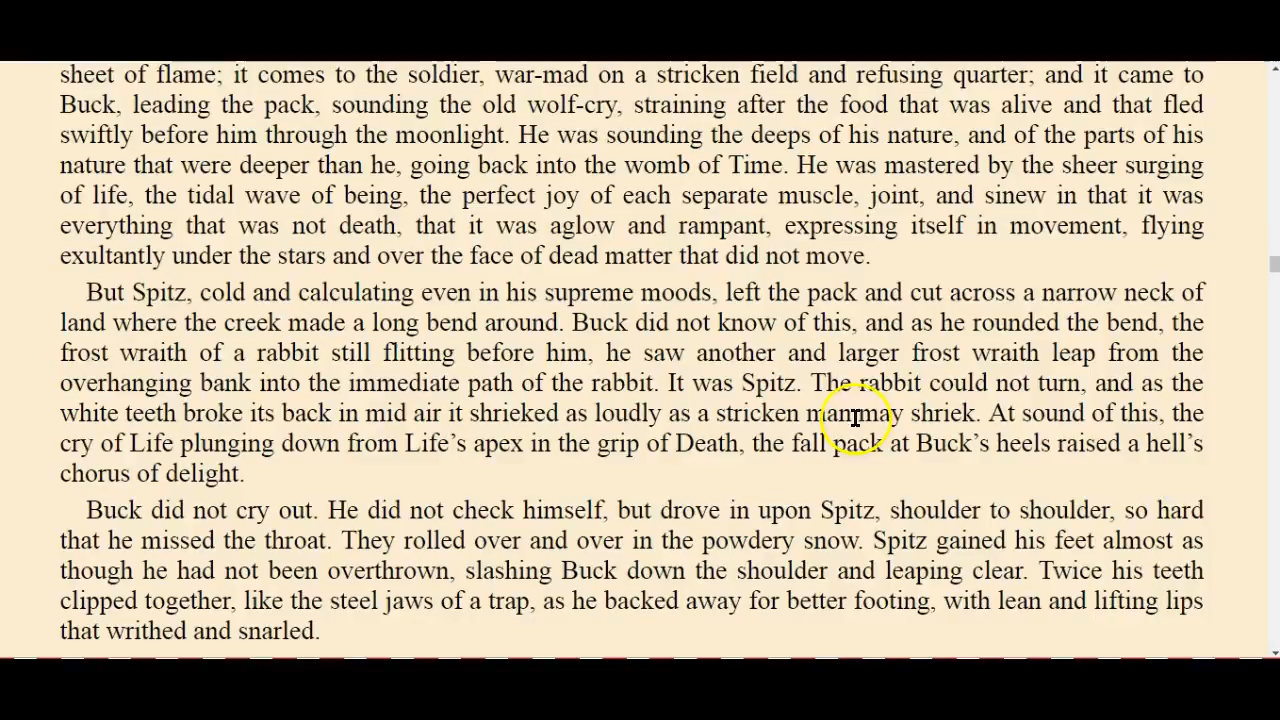 sheet of flame; it comes to the soldier, war-mad on a stricken field and refusing quarter; and it came to
Buck, leading the pack, sounding the old wolf-cry, straining after the food that was alive and that fled
swiftly before him through the moonlight. He was sounding the deeps of his nature, and of the parts of his
nature that were deeper than he, going back into the womb of Time. He was mastered by the sheer surging
of life, the tidal wave of being, the perfect joy of each separate muscle, joint, and sinew in that it was
everything that was not death, that it was aglow and rampant, expressing itself in movement, flying
exultantly under the stars and over the face of dead matter that did not move.
But Spitz, cold and calculating even in his supreme moods, left the pack and cut across a narrow neck of
land where the creek made a long bend around. Buck did not know of this, and as he rounded the bend, the
frost wraith of a rabbit still flitting before him, he saw another and larger frost wraith leap from the
overhanging bank into the immediate path of the rabbit. It was Spitz. The rabbit could not turn, and as the
white teeth broke its back in mid air it shrieked as loudly as a stricken man may shriek. At sound of this, the
cry of Life plunging down from Life’s apex in the grip of Death, the fall pack at Buck’s heels raised a hell’s
chorus of delight.
Buck did not cry out. He did not check himself, but drove in upon Spitz, shoulder to shoulder, so hard
that he missed the throat. They rolled over and over in the powdery snow. Spitz gained his feet almost as
though he had not been overthrown, slashing Buck down the shoulder and leaping clear. Twice his teeth
clipped together, like the steel jaws of a trap, as he backed away for better footing, with lean and lifting lips
that writhed and snarled.